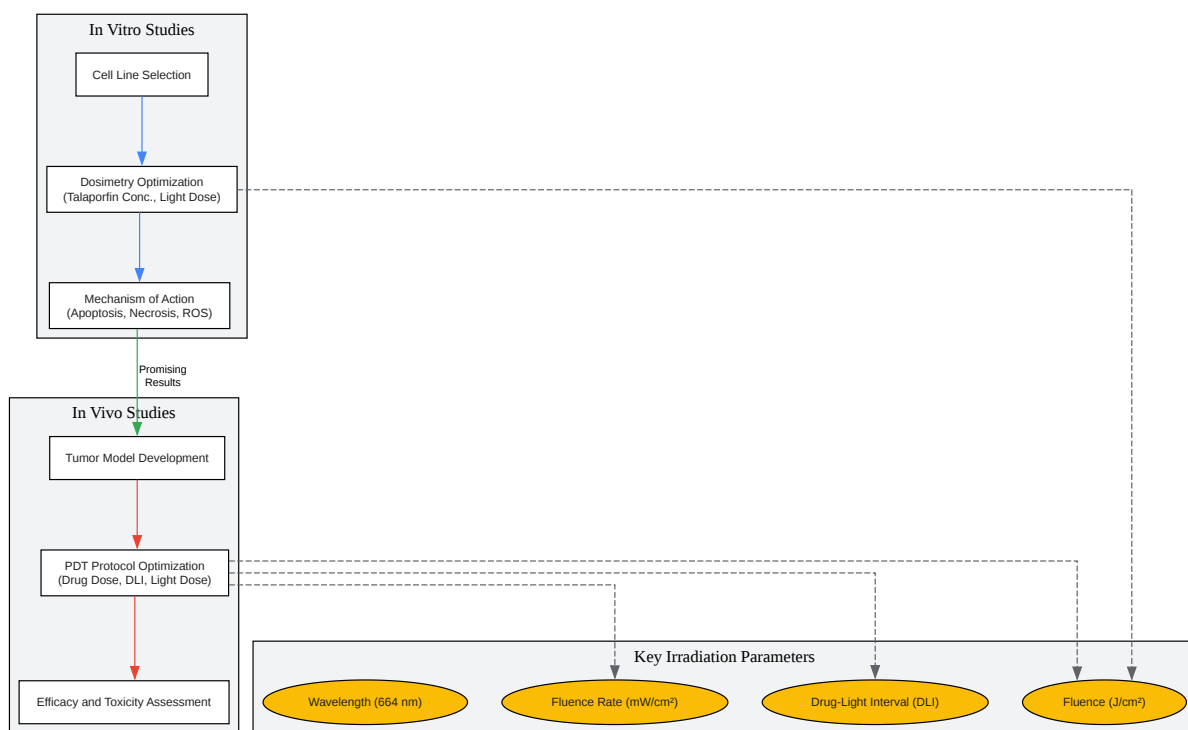 In Vitro Studies
Cell Line Selection
Dosimetry Optimization
(Talaporfin Conc., Light Dose)
Mechanism of Action
(Apoptosis, Necrosis, ROS)
Promising
Results
In Vivo Studies
Tumor Model Development
PDT Protocol Optimization
(Drug Dose, DLI, Light Dose)
Efficacy and Toxicity Assessment
Key Irradiation Parameters
Wavelength (664 nm)
Fluence Rate (mW/cm²)
Drug-Light Interval (DLI)
Fluence (J/cm²)